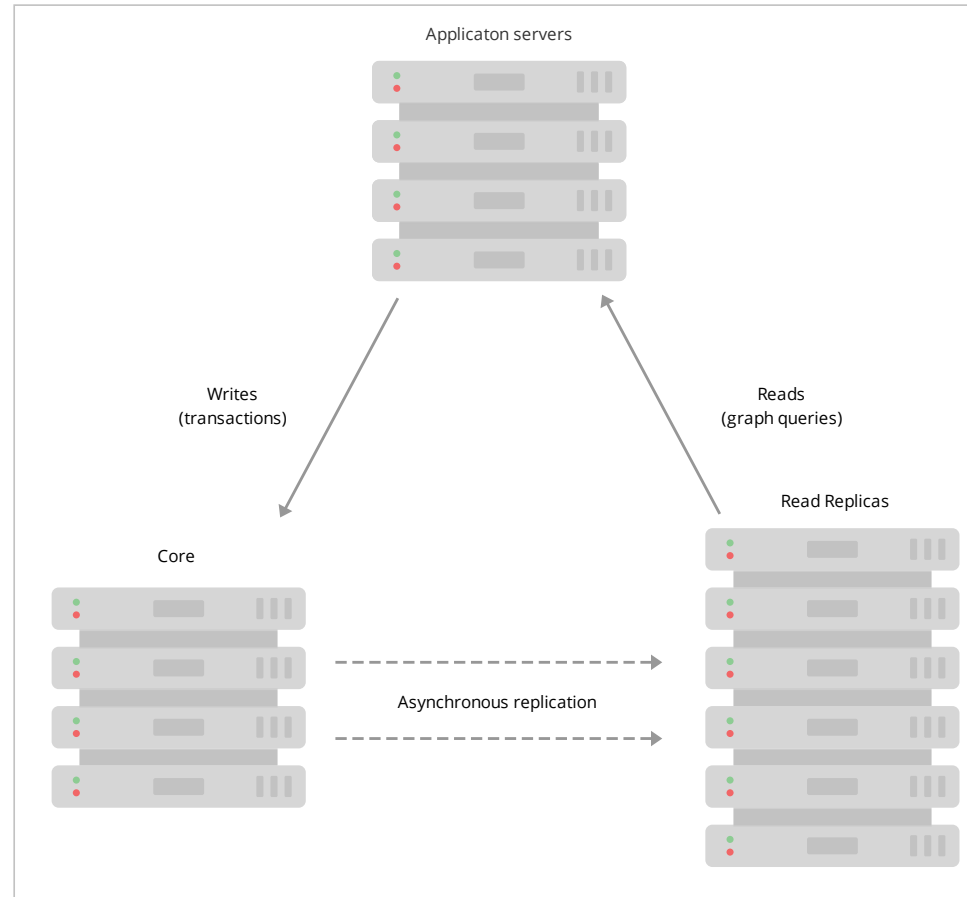 Applicaton servers
Writes
(transactions)
Reads
(graph queries)
Read Replicas
Core
Asynchronous replication